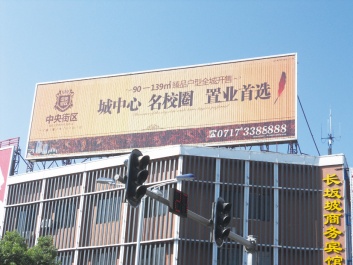 90—139㎡臻品户型全城开售
城中心 名校圈 置业首选
中央街区
0717 3388888
长坂坡商务宾馆